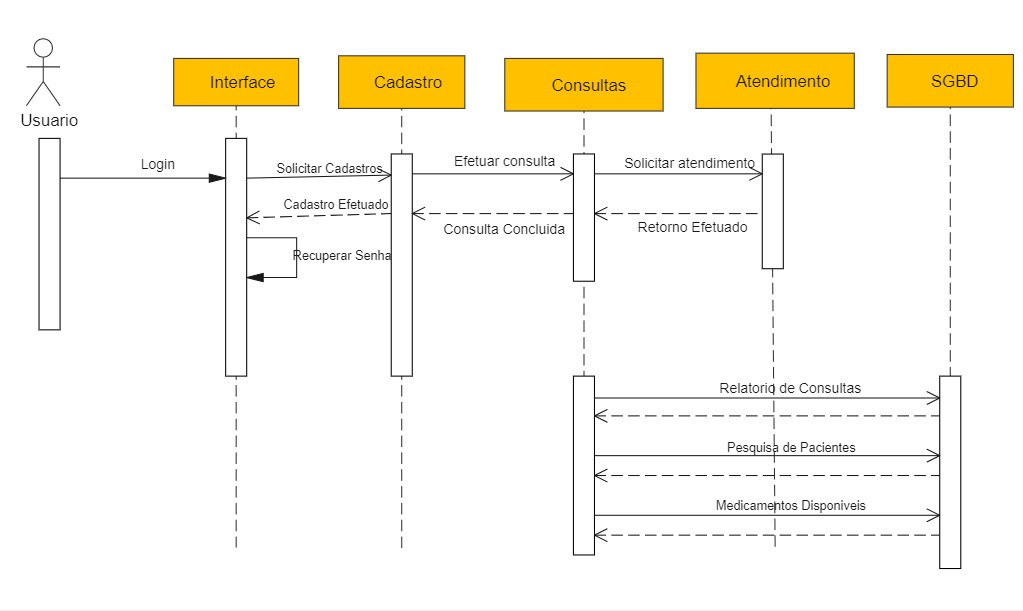 Usuario
Interface
Cadastro
Consultas
Atendimento
SGBD
Login
Solicitar Cadastros
Efetuar consulta
Solicitar atendimento
Cadastro Efetuado
Consulta Concluida
Retorno Efetuado
Recuperar Senha
Relatorio de Consultas
Pesquisa de Pacientes
Medicamentos Disponiveis